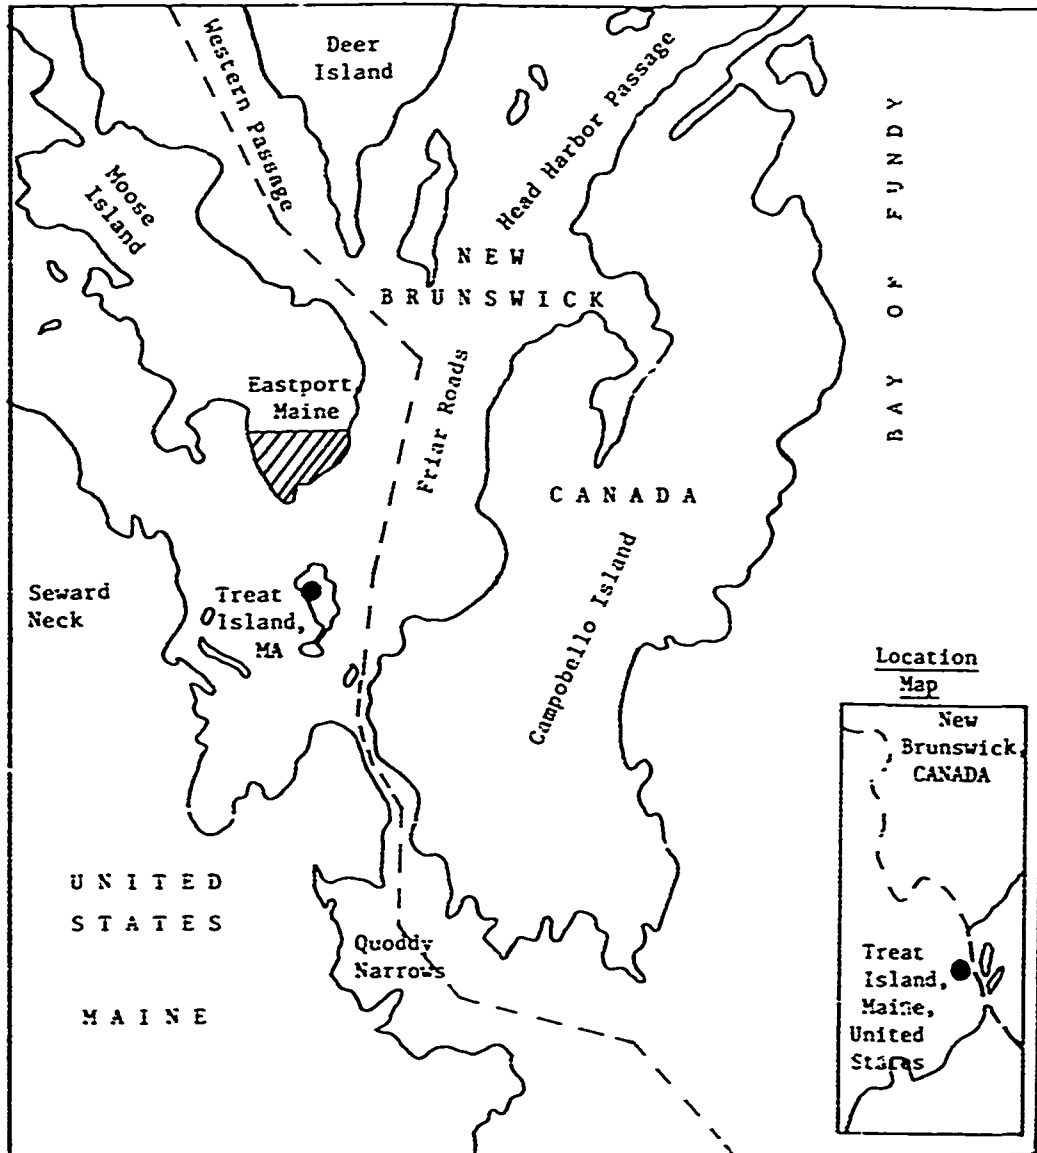 Western Passage
Deer
Island
Head Harbor Passage
BAY OF FUNDY
Moose
Island
NEW
BRUNSWICK
Eastport,
Maine
Friar Roads
CANADA
Campobello Island
Seward
Neck
Treat
Island,
MA
UNITED
STATES
MAINE
Quoddy
Narrows
Location
Map
New
Brunswick,
CANADA
Treat
Island,
Maine,
United
States